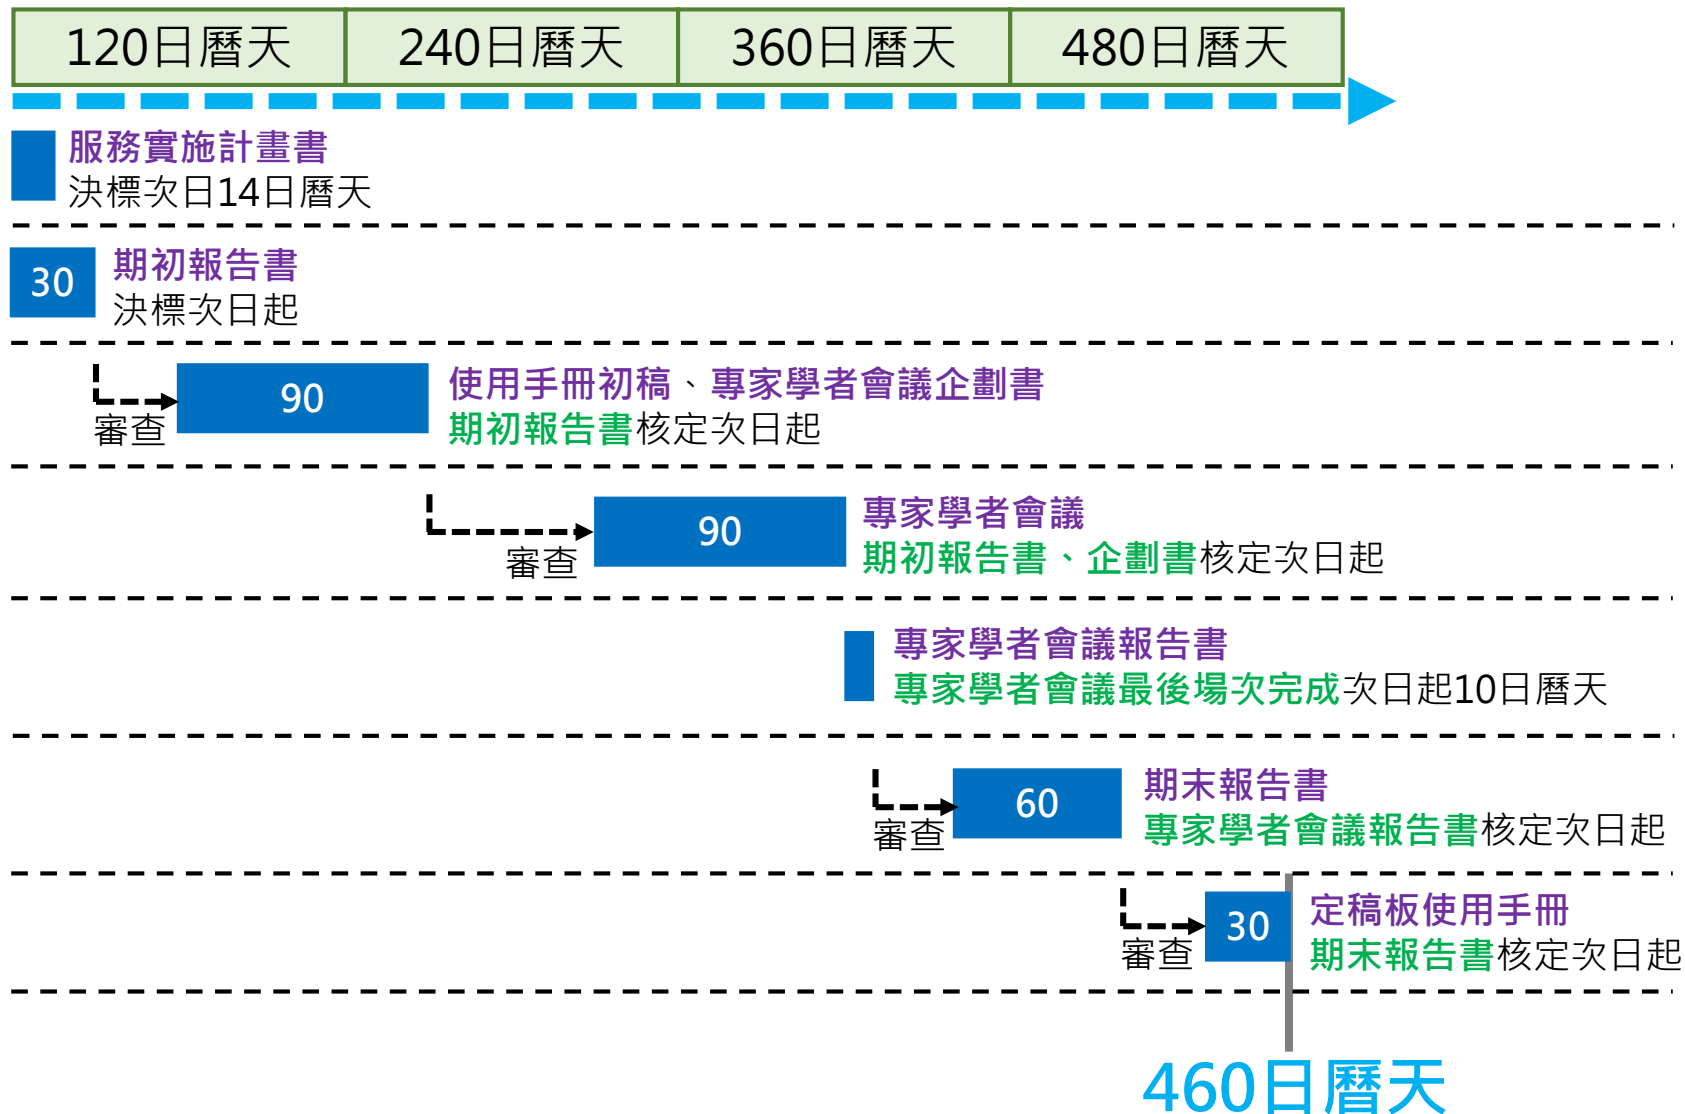 120日曆天
240日曆天
360日曆天
480日曆天
服務實施計畫書
決標次日14日曆天
30
期初報告書
決標次日起
審查
90
使用手冊初稿、專家學者會議企劃書
期初報告書核定次日起
審查
90
專家學者會議
期初報告書、企劃書核定次日起
專家學者會議報告書
專家學者會議最後場次完成次日起10日曆天
審查
60
期末報告書
專家學者會議報告書核定次日起
審查
30
定稿板使用手冊
期末報告書核定次日起
460日曆天